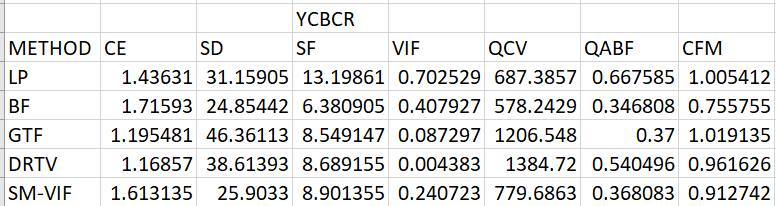 YCBCR
METHOD CE SD SF VIF QCV QABF CFM
LP 1.43631 31.15905 13.19861 0.702529 687.3857 0.667585 1.005412
BF 1.71593 24.85442 6.380905 0.407927 578.2429 0.346808 0.755755
GTF 1.195481 46.36113 8.549147 0.087297 1206.548 0.37 1.019135
DRTV 1.16857 38.61393 8.689155 0.004383 1384.72 0.540496 0.961626
SM-VIF 1.613135 25.9033 8.901355 0.240723 779.6863 0.368083 0.912742